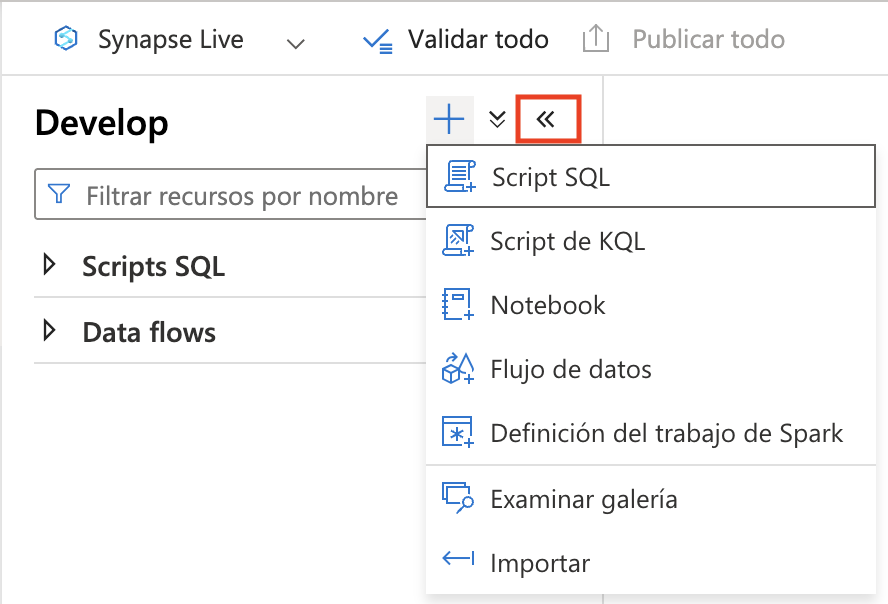 Synapse Live
Validar todo
Publicar todo
Develop
Filtrar recursos por nombre
Scripts SQL
Data flows
Script SQL
Script de KQL
Notebook
Flujo de datos
Definición del trabajo de Spark
Examinar galería
Importar